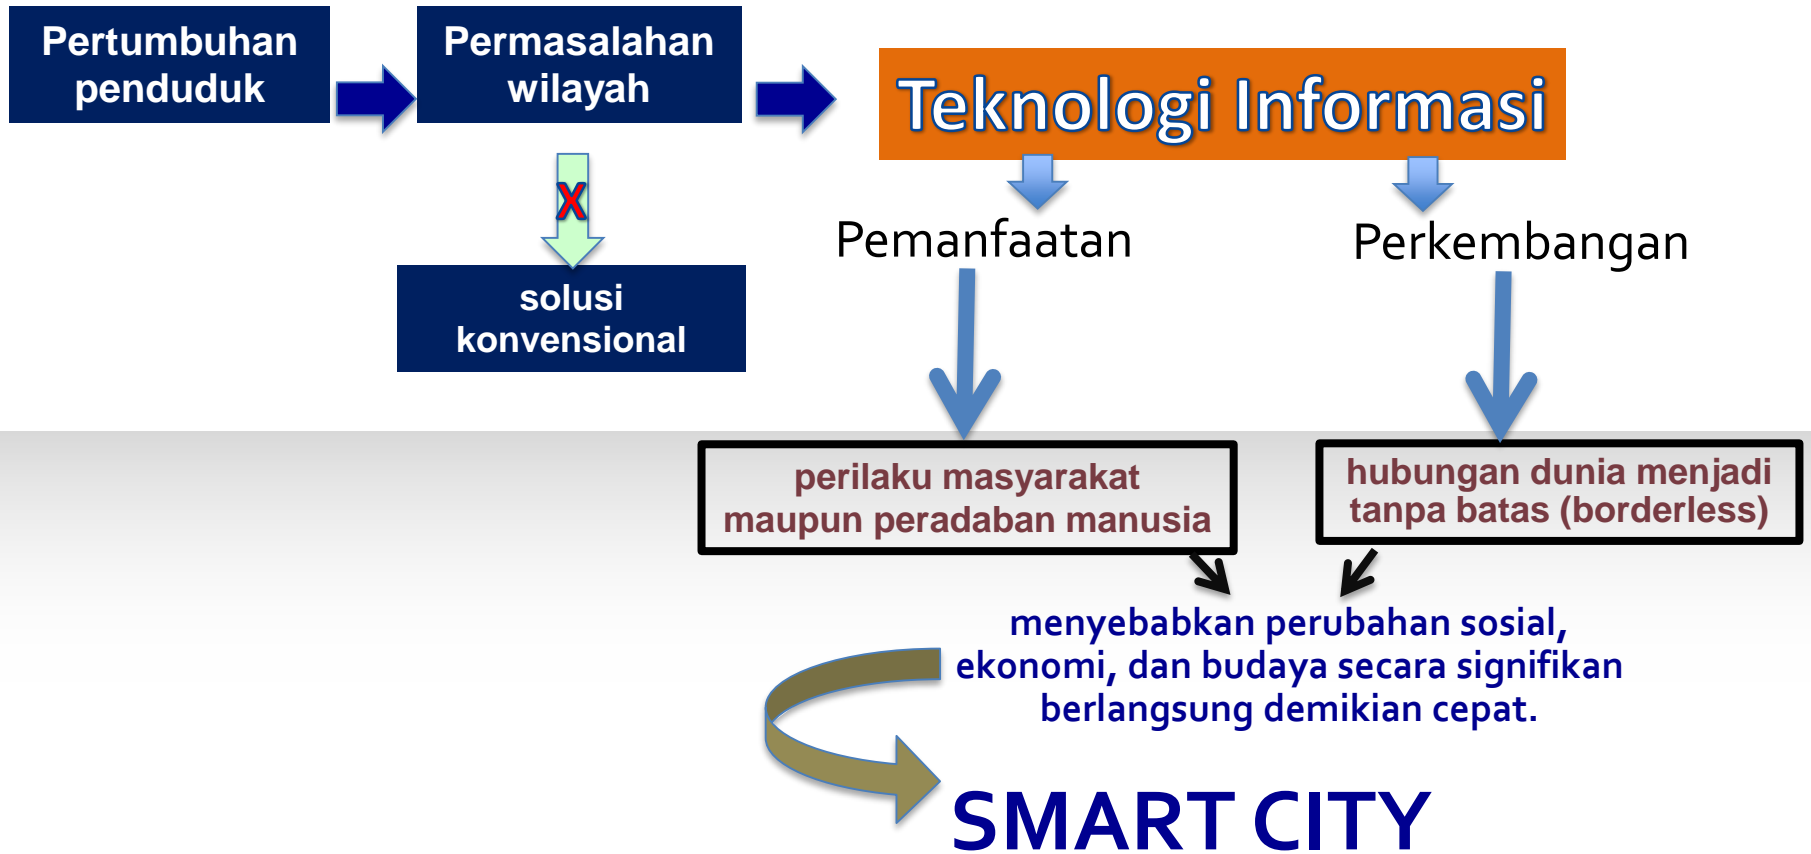 Pertumbuhan
penduduk
Permasalahan
wilayah
Teknologi Informasi
X
solusi
konvensional
Pemanfaatan
Perkembangan
perilaku masyarakat
maupun peradaban manusia
hubungan dunia menjadi
tanpa batas (borderless)
menyebabkan perubahan sosial,
ekonomi, dan budaya secara signifikan
berlangsung demikian cepat.
SMART CITY